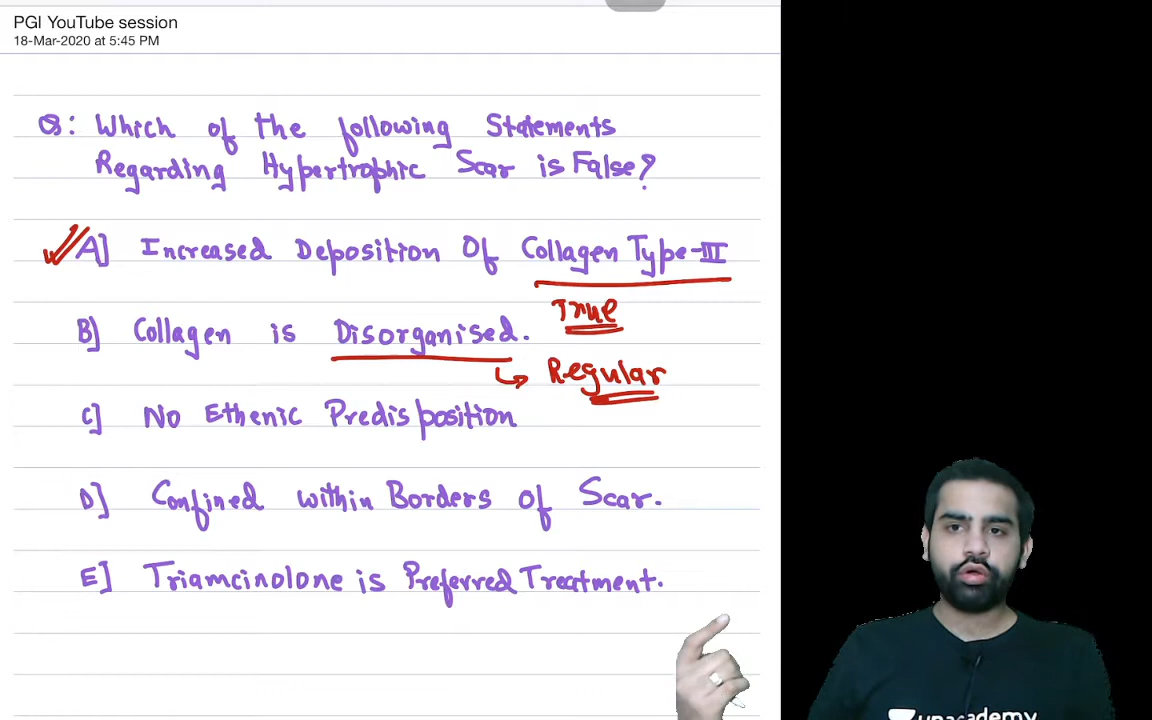 PGI YouTube session
18-Mar-2020 at 5:45 PM
Q: Which of the following Statements
Regarding Hypertrophic Scar is False?
A] Increased Deposition Of Collagen Type-III
True
B] Collagen is Disorganised.
Regular
C] No Ethenic Predisposition
D] Confined within Borders of Scar.
E] Triamcinolone is Preferred Treatment.
unacademy